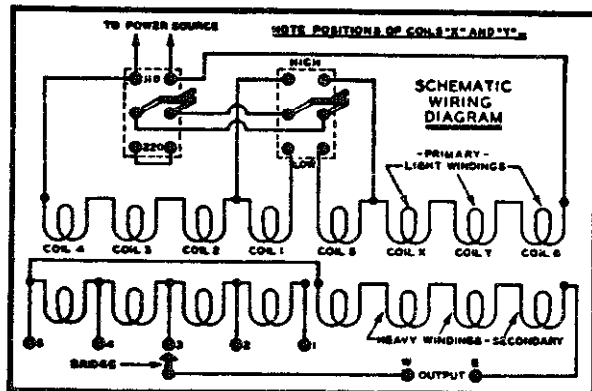 TO POWER SOURCE
NOTE POSITIONS OF COILS "X" AND "Y"
110
HIGH
220
LOW
SCHEMATIC
WIRING
DIAGRAM
-PRIMARY-
LIGHT WINDINGS
COIL 4
COIL 3
COIL 2
COIL 1
COIL 5
COIL X
COIL Y
COIL 6
5
4
3
2
1
HEAVY WINDINGS - SECONDARY
BRIDGE
W
OUTPUT